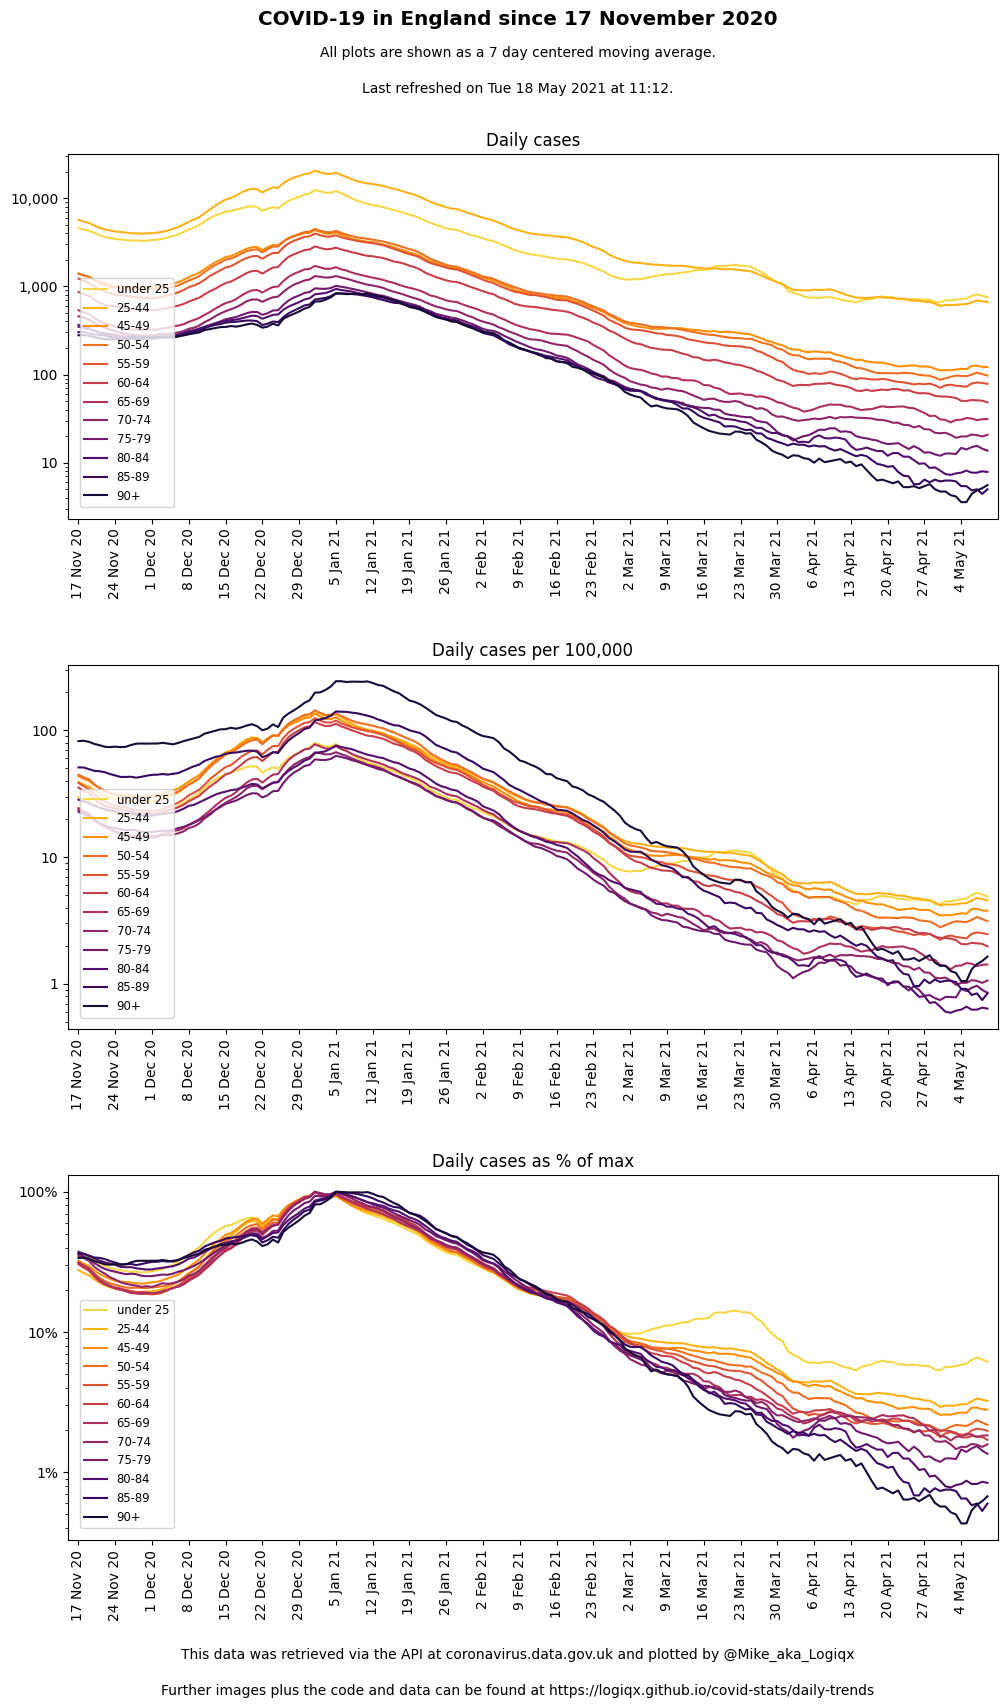 COVID-19 in England since 17 November 2020
All plots are shown as a 7 day centered moving average.
Last refreshed on Tue 18 May 2021 at 11:12.
Daily cases
10,000
1,000
100
10
under 25
25-44
45-49
50-54
55-59
60-64
65-69
70-74
75-79
80-84
85-89
90+
17 Nov 20
24 Nov 20
1 Dec 20
8 Dec 20
15 Dec 20
22 Dec 20
29 Dec 20
5 Jan 21
12 Jan 21
19 Jan 21
26 Jan 21
2 Feb 21
9 Feb 21
16 Feb 21
23 Feb 21
2 Mar 21
9 Mar 21
16 Mar 21
23 Mar 21
30 Mar 21
6 Apr 21
13 Apr 21
20 Apr 21
27 Apr 21
4 May 21
Daily cases per 100,000
100
10
1
under 25
25-44
45-49
50-54
55-59
60-64
65-69
70-74
75-79
80-84
85-89
90+
17 Nov 20
24 Nov 20
1 Dec 20
8 Dec 20
15 Dec 20
22 Dec 20
29 Dec 20
5 Jan 21
12 Jan 21
19 Jan 21
26 Jan 21
2 Feb 21
9 Feb 21
16 Feb 21
23 Feb 21
2 Mar 21
9 Mar 21
16 Mar 21
23 Mar 21
30 Mar 21
6 Apr 21
13 Apr 21
20 Apr 21
27 Apr 21
4 May 21
Daily cases as % of max
100%
10%
1%
under 25
25-44
45-49
50-54
55-59
60-64
65-69
70-74
75-79
80-84
85-89
90+
17 Nov 20
24 Nov 20
1 Dec 20
8 Dec 20
15 Dec 20
22 Dec 20
29 Dec 20
5 Jan 21
12 Jan 21
19 Jan 21
26 Jan 21
2 Feb 21
9 Feb 21
16 Feb 21
23 Feb 21
2 Mar 21
9 Mar 21
16 Mar 21
23 Mar 21
30 Mar 21
6 Apr 21
13 Apr 21
20 Apr 21
27 Apr 21
4 May 21
This data was retrieved via the API at coronavirus.data.gov.uk and plotted by @Mike_aka_Logiqx
Further images plus the code and data can be found at https://logiqx.github.io/covid-stats/daily-trends